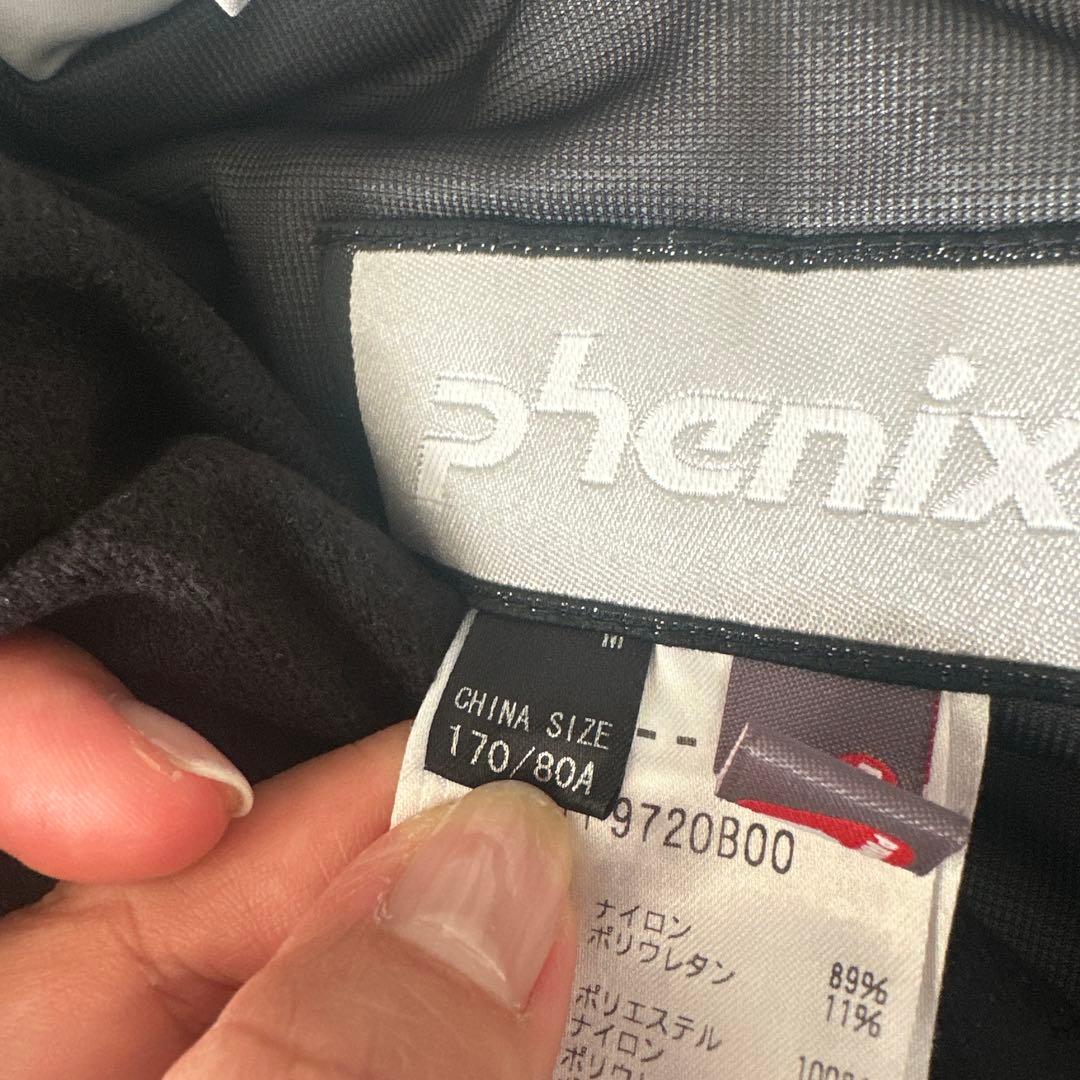 phenix
M
CHINA SIZE
170/80A
--
9720B00
ナイロン 89%
ポリウレタン 11%
ポリエステル
ナイロン